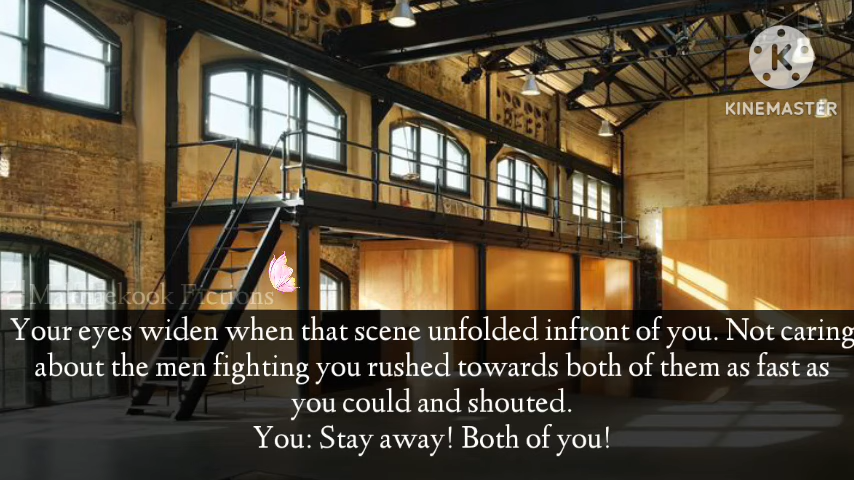 KINEMASTER
Your eyes widen when that scene unfolded infront of you. Not caring
about the men fighting you rushed towards both of them as fast as
you could and shouted.
You: Stay away! Both of you!